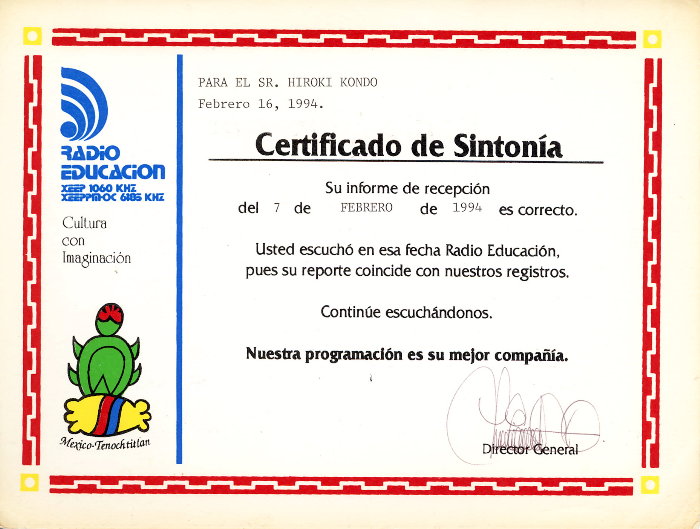 PARA EL SR. HIROKI KONDO
Febrero 16, 1994.
Certificado de Sintonía
RADIO
EDUCACION
XEEP 1060 KHZ
XEEPPM-OC 6185 KHZ
Cultura
con
Imaginación
Su informe de recepción
del 7 de FEBRERO de 1994 es correcto.
Usted escuchó en esa fecha Radio Educación,
pues su reporte coincide con nuestros registros.
Continúe escuchándonos.
Nuestra programación es su mejor compañía.
Mexico-Tenochtitlan
Director General